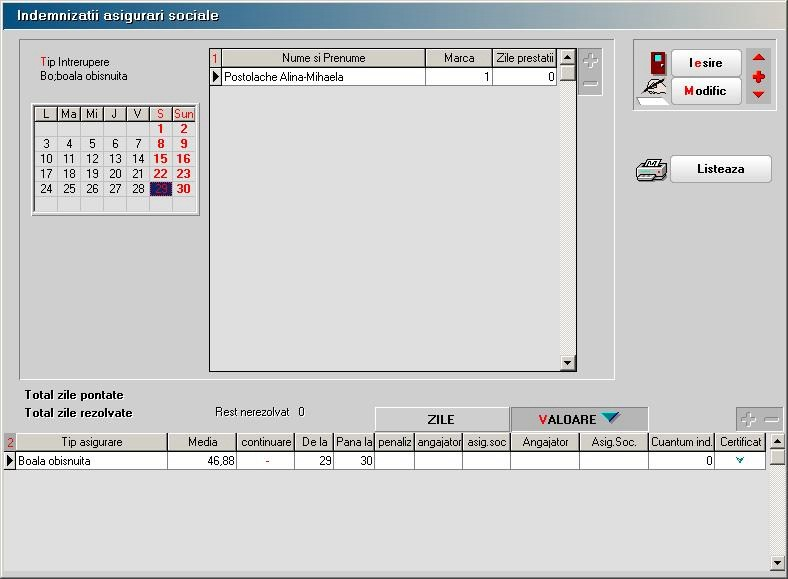 Indemnizatii asigurari sociale
Tip Intrerupere
Bo;boala obisnuita
L Ma Mi J V S Sun
1 2
3 4 5 6 7 8 9
10 11 12 13 14 15 16
17 18 19 20 21 22 23
24 25 26 27 28 29 30
1 Nume si Prenume Marca Zile prestatii
Postolache Alina-Mihaela 1 0
Iesire
Modific
Listeaza
Total zile pontate
Total zile rezolvate
Rest nerezolvat 0
ZILE
VALOARE
2 Tip asigurare Media continuare De la Pana la penaliz angajator asig.soc Angajator Asig.Soc. Cuantum ind. Certificat
Boala obisnuita 46,88 - 29 30 0